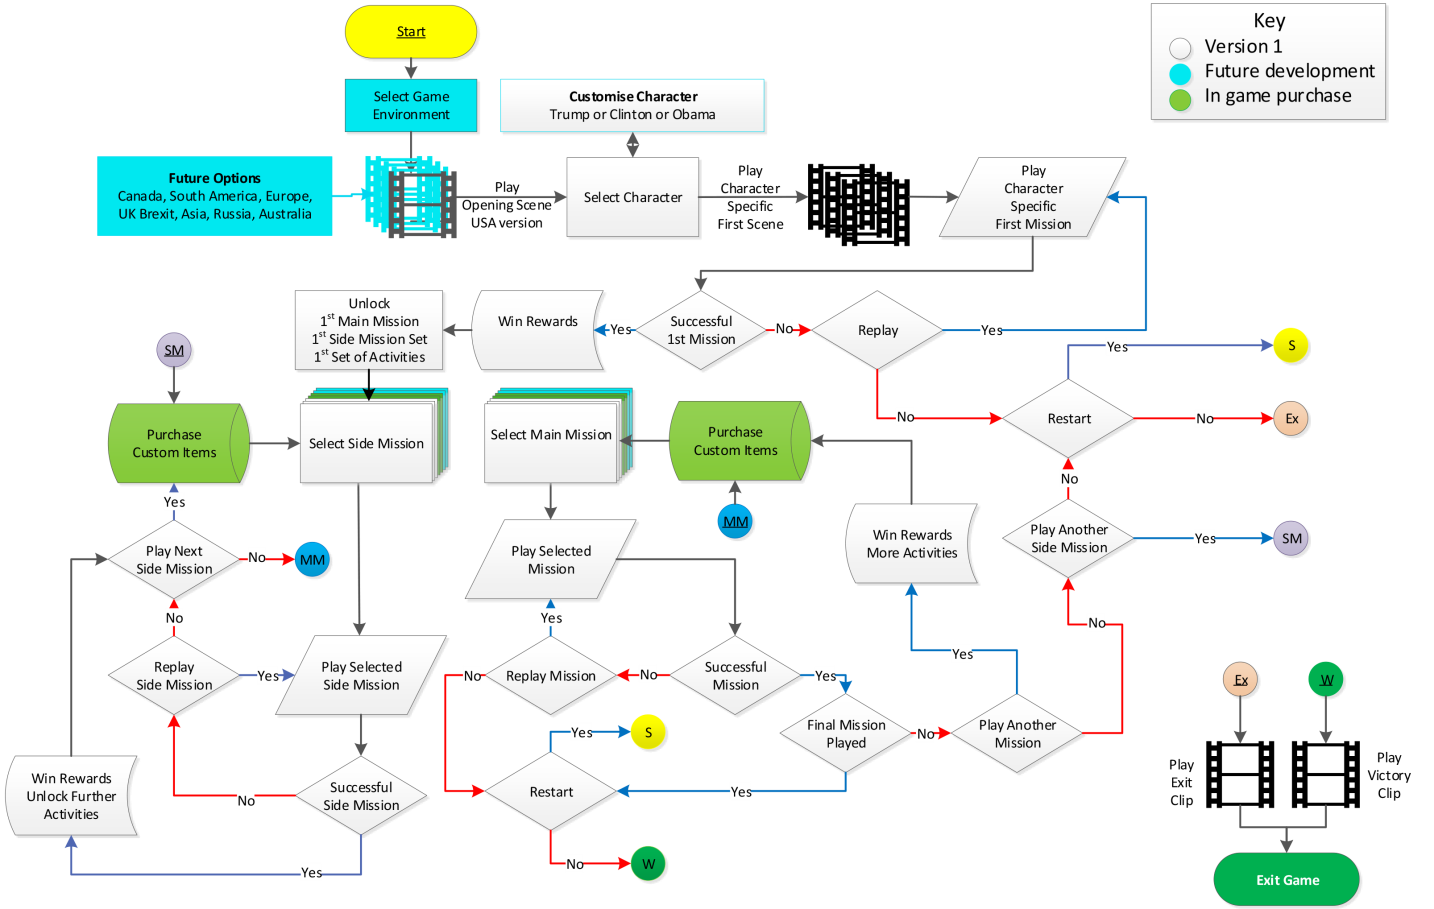 Start
Key
Version 1
Future development
In game purchase
Select Game
Environment
Customise Character
Trump or Clinton or Obama
Future Options
Canada, South America, Europe,
UK Brexit, Asia, Russia, Australia
Play
Opening Scene
USA version
Select Character
Play
Character
Specific
First Scene
Play
Character
Specific
First Mission
Unlock
1st Main Mission
1st Side Mission Set
1st Set of Activities
Win Rewards
Yes
Successful
1st Mission
No
Replay
Yes
SM
Yes
S
No
Restart
No
Ex
Purchase
Custom Items
Select Side Mission
Select Main Mission
Purchase
Custom Items
Yes
No
MM
Play Next
Side Mission
No
MM
Play Selected
Mission
Win Rewards
More Activities
Play Another
Side Mission
Yes
SM
No
Yes
No
Replay
Side Mission
Yes
Play Selected
Side Mission
No
Replay Mission
No
Successful
Mission
Yes
Yes
Ex
W
Final Mission
Played
No
Play Another
Mission
Yes
S
Win Rewards
Unlock Further
Activities
No
Successful
Side Mission
Restart
Yes
Play
Exit
Clip
Play
Victory
Clip
Yes
No
W
Exit Game